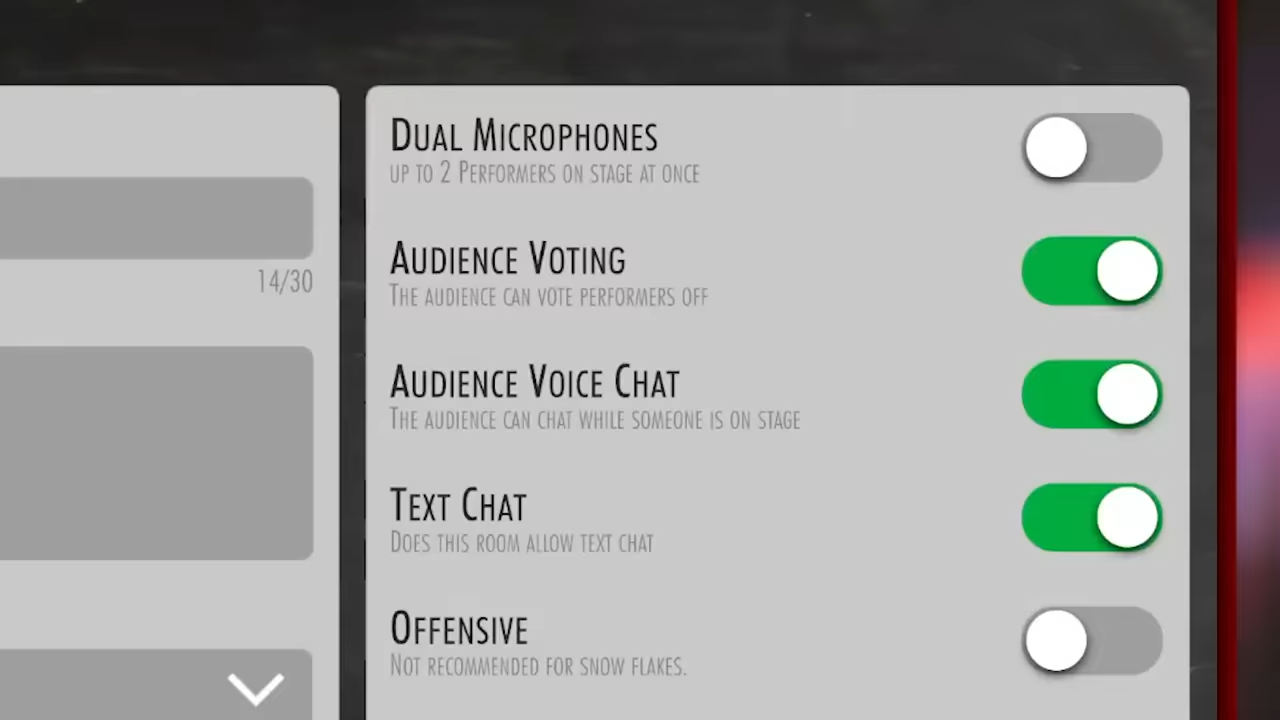 14/30
Dual Microphones
up to 2 Performers on stage at once
Audience Voting
The audience can vote performers off
Audience Voice Chat
The audience can chat while someone is on stage
Text Chat
Does this room allow text chat
Offensive
Not recommended for snow flakes.